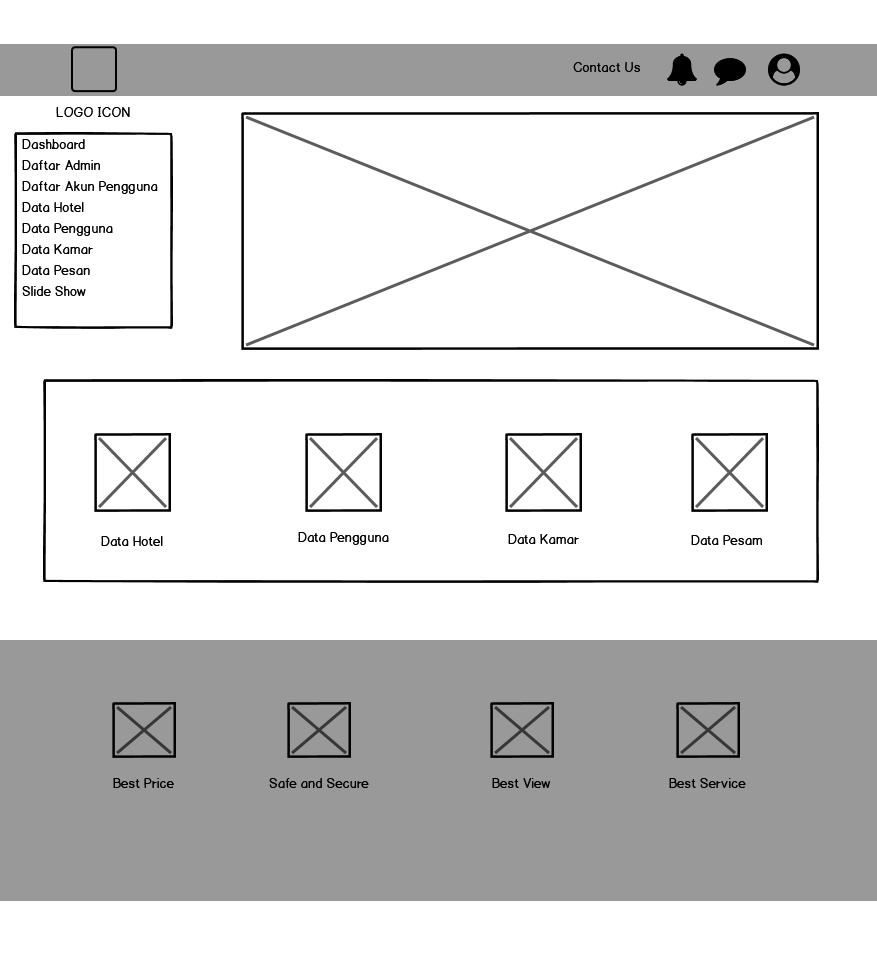 Contact Us
LOGO ICON
Dashboard
Daftar Admin
Daftar Akun Pengguna
Data Hotel
Data Pengguna
Data Kamar
Data Pesan
Slide Show
Data Hotel
Data Pengguna
Data Kamar
Data Pesam
Best Price
Safe and Secure
Best View
Best Service